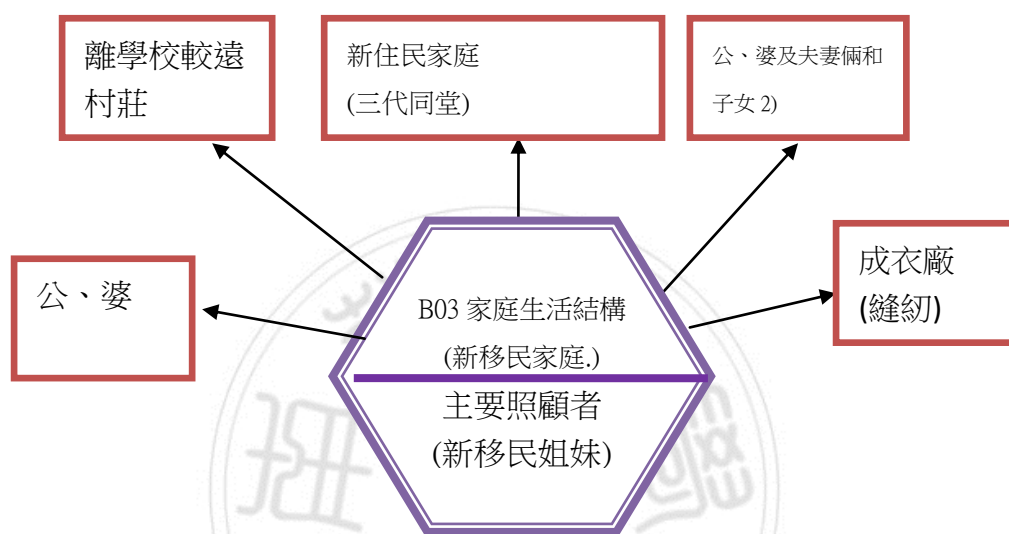 離學校較遠
村莊
新住民家庭
(三代同堂)
公、婆及夫妻倆和
子女 2)
公、婆
成衣廠
(縫紉)
B03 家庭生活結構
(新移民家庭.)
主要照顧者
(新移民姐妹)